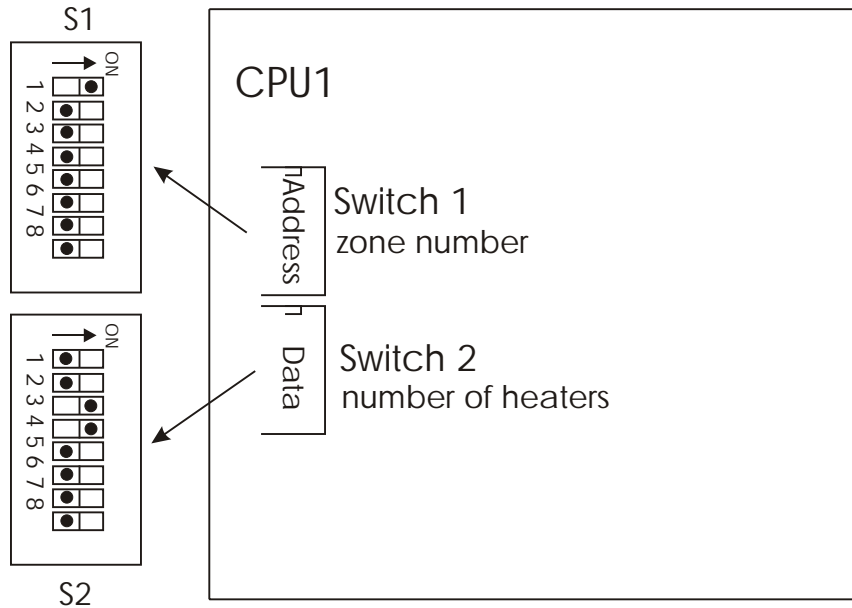 S1
ON
1 2 3 4 5 6 7 8
CPU1
Address
Switch 1
zone number
ON
1 2 3 4 5 6 7 8
Data
Switch 2
number of heaters
S2